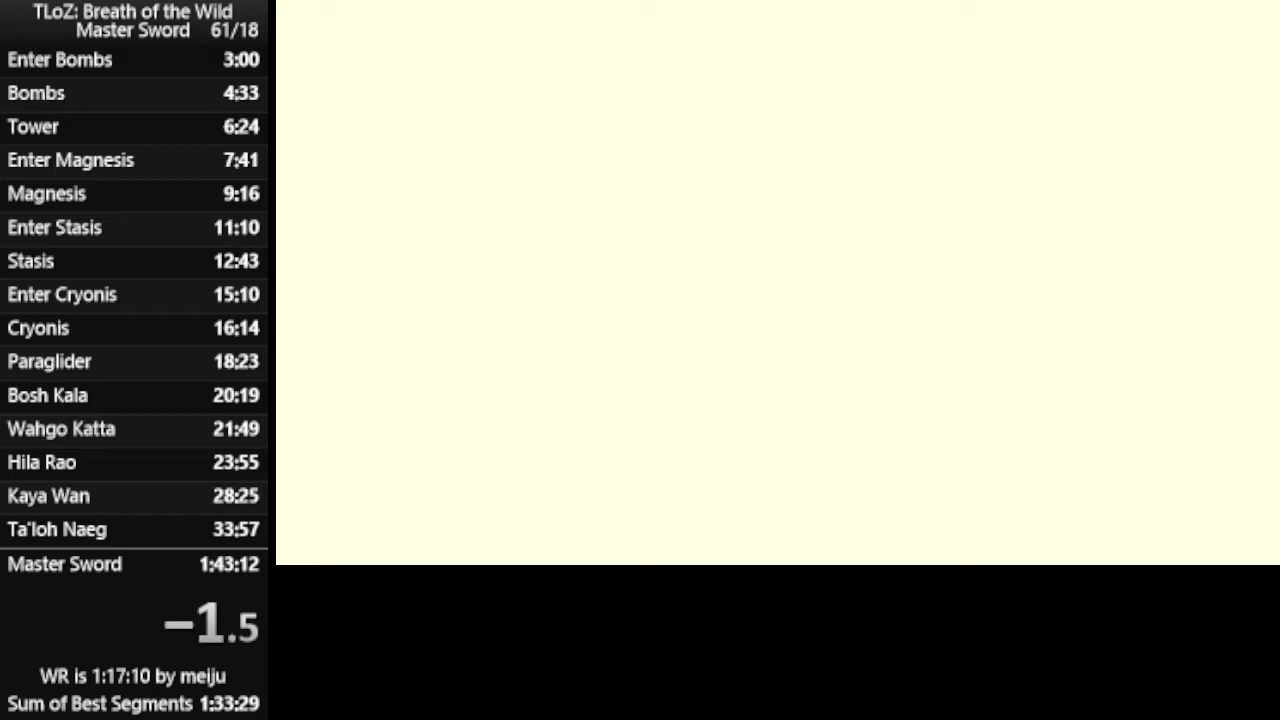 TLoZ: Breath of the Wild
Master Sword 61/18
Enter Bombs 3:00
Bombs 4:33
Tower 6:24
Enter Magnesis 7:41
Magnesis 9:16
Enter Stasis 11:10
Stasis 12:43
Enter Cryonis 15:10
Cryonis 16:14
Paraglider 18:23
Bosh Kala 20:19
Wahgo Katta 21:49
Hila Rao 23:55
Kaya Wan 28:25
Ta'loh Naeg 33:57
Master Sword 1:43:12
−1.5
WR is 1:17:10 by meiju
Sum of Best Segments 1:33:29